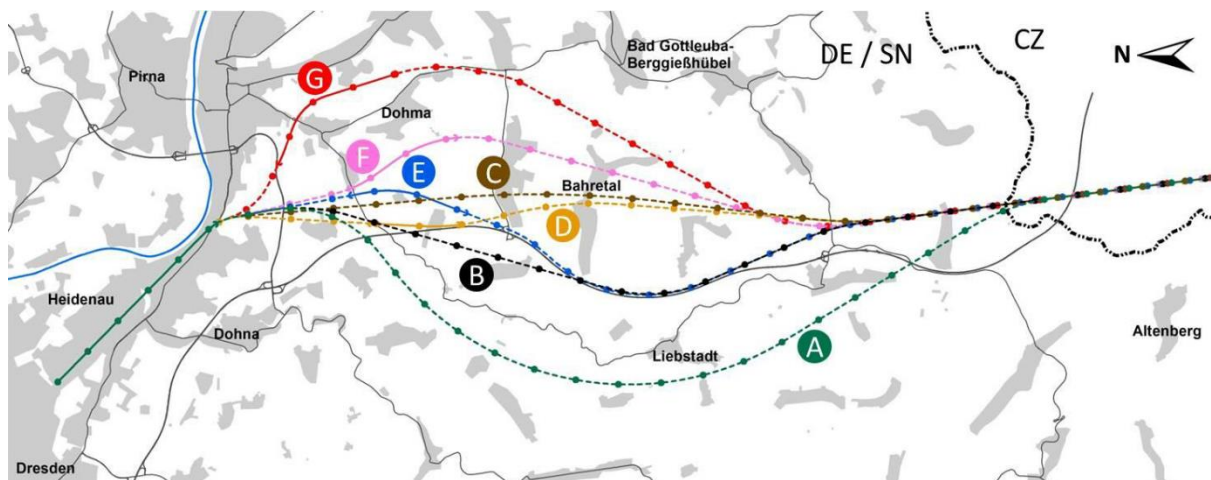 Bad Gottleuba-
Berggießhübel
DE / SN
CZ
N
Pirna
G
Dohma
F
E
C
Bahretal
D
B
Heidenau
Dohna
Liebstadt
A
Altenberg
Dresden